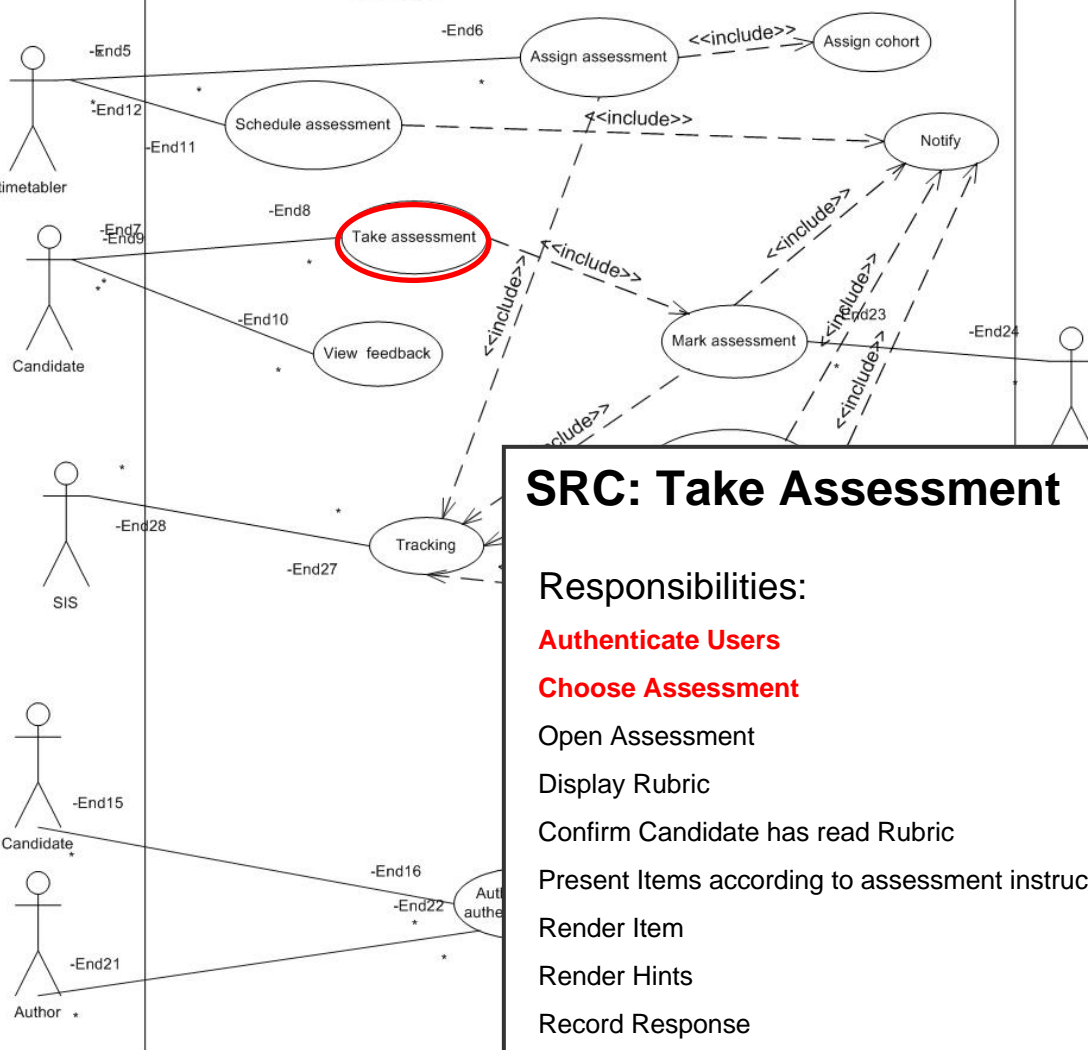 -End5
-End6
Assign assessment
<<include>>
Assign cohort
*
*
*
-End12
Schedule assessment
<<include>>
Notify
-End11
timetabler
-End7
-End9
-End8
Take assessment
*
**
<<include>>
<<include>>
<<include>>
<<include>>
<<include>>
-End10
View feedback
*
Mark assessment
End23
-End24
*
*
Candidate
*
-End28
*
Tracking
-End27
SIS
SRC: Take Assessment
Responsibilities:
Authenticate Users
Choose Assessment
Open Assessment
Display Rubric
Confirm Candidate has read Rubric
Present Items according to assessment instruc
Render Item
Render Hints
Record Response
-End15
Candidate
*
-End16
-End22
*
*
-End21
Author
*